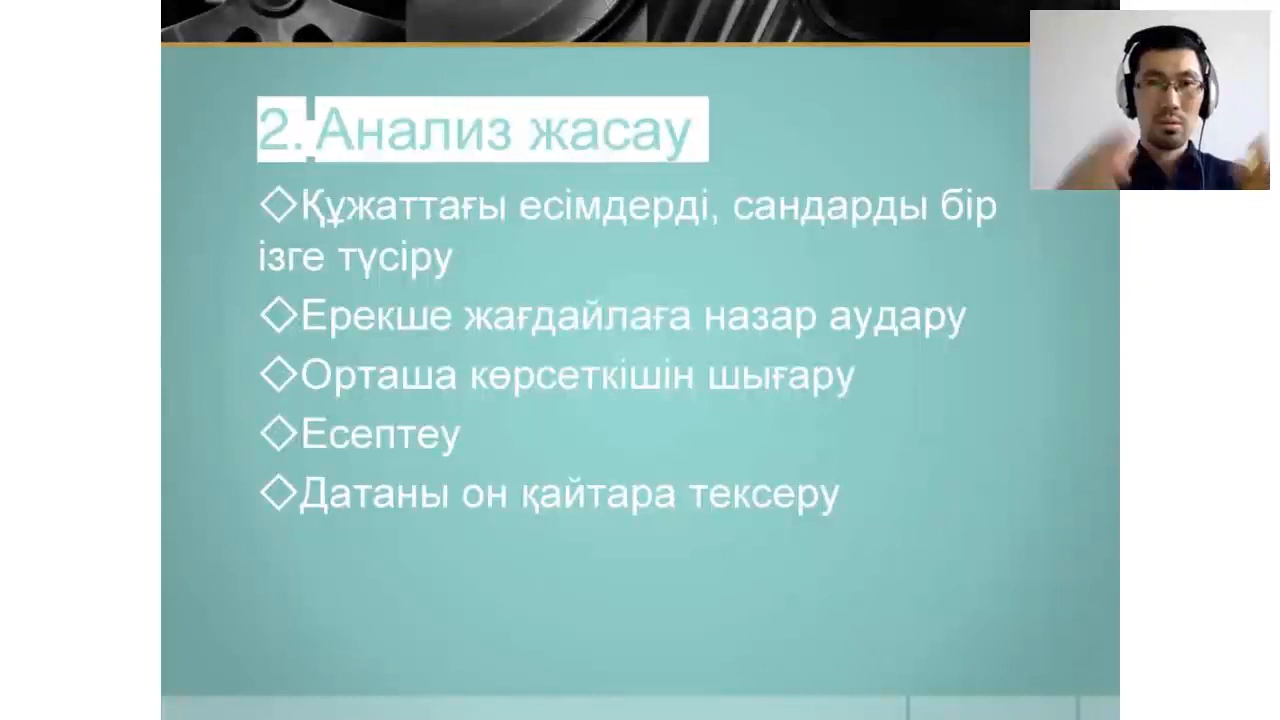 2. Анализ жасау
◇Құжаттағы есімдерді, сандарды бір
ізге түсіру
◇Ерекше жағдайлаға назар аудару
◇Орташа көрсеткішін шығару
◇Есептеу
◇Датаны он қайтара тексеру